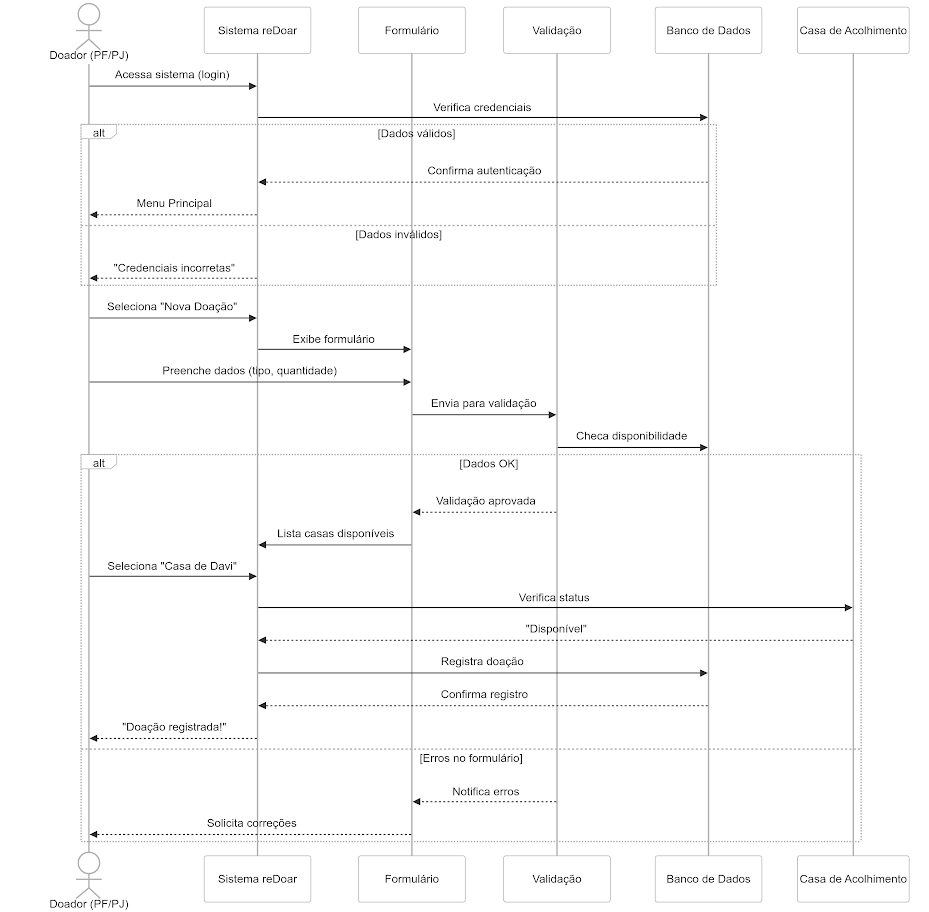 Doador (PF/PJ)
Sistema reDoar
Formulário
Validação
Banco de Dados
Casa de Acolhimento
Acessa sistema (login)
Verifica credenciais
alt
[Dados válidos]
Confirma autenticação
Menu Principal
[Dados inválidos]
"Credenciais incorretas"
Seleciona "Nova Doação"
Exibe formulário
Preenche dados (tipo, quantidade)
Envia para validação
Checa disponibilidade
alt
[Dados OK]
Validação aprovada
Lista casas disponíveis
Seleciona "Casa de Davi"
Verifica status
"Disponível"
Registra doação
Confirma registro
"Doação registrada!"
[Erros no formulário]
Notifica erros
Solicita correções
Doador (PF/PJ)
Sistema reDoar
Formulário
Validação
Banco de Dados
Casa de Acolhimento